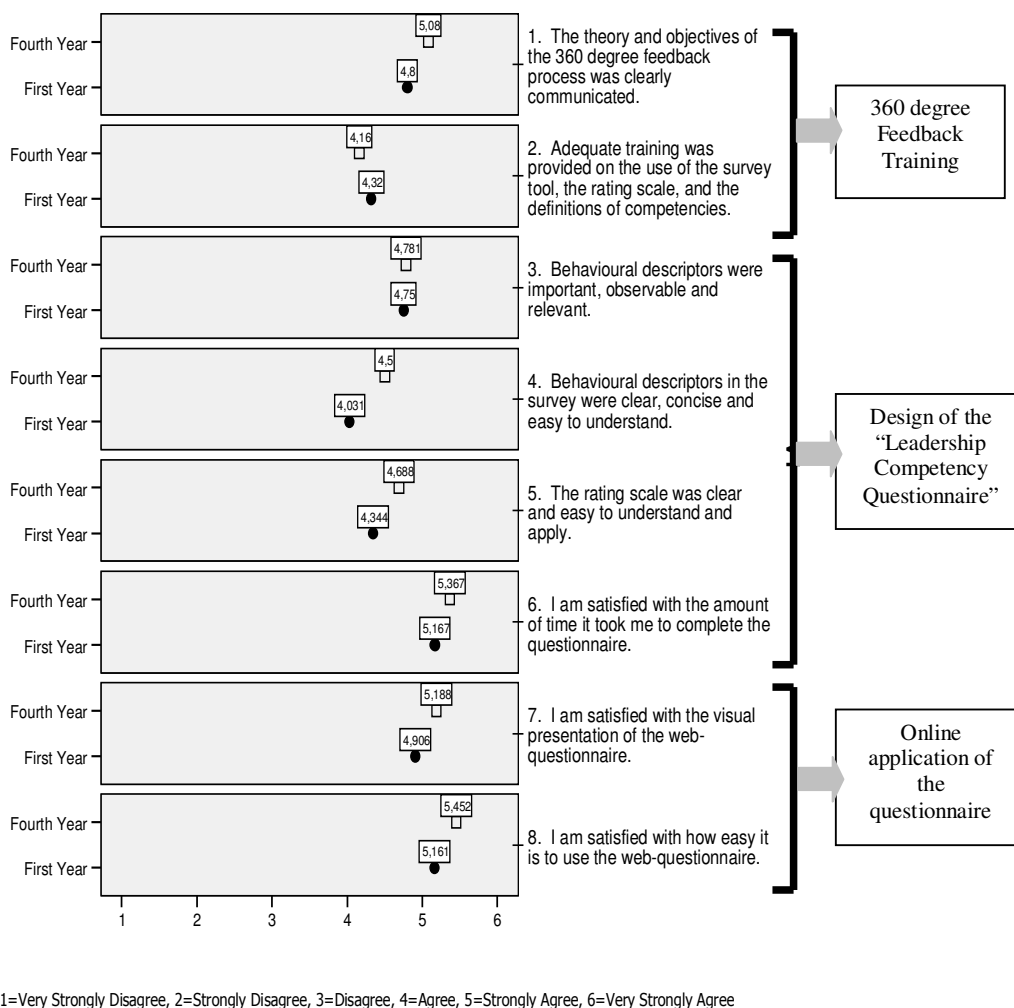 5,08
Fourth Year
4,8
First Year
1. The theory and objectives of
the 360 degree feedback
process was clearly
communicated.
4,16
Fourth Year
4,32
First Year
2. Adequate training was
provided on the use of the survey
tool, the rating scale, and the
definitions of competencies.
360 degree
Feedback
Training
4,781
Fourth Year
4,75
First Year
3. Behavioural descriptors were
important, observable and
relevant.
4,5
Fourth Year
4,031
First Year
4. Behavioural descriptors in the
survey were clear, concise and
easy to understand.
4,688
Fourth Year
4,344
First Year
5. The rating scale was clear
and easy to understand and
apply.
5,367
Fourth Year
5,167
First Year
6. I am satisfied with the amount
of time it took me to complete the
questionnaire.
Design of the
“Leadership
Competency
Questionnaire”
5,188
Fourth Year
4,906
First Year
7. I am satisfied with the visual
presentation of the web-
questionnaire.
5,452
Fourth Year
5,161
First Year
8. I am satisfied with how easy it
is to use the web-questionnaire.
Online
application of
the
questionnaire
1 2 3 4 5 6
1=Very Strongly Disagree, 2=Strongly Disagree, 3=Disagree, 4=Agree, 5=Strongly Agree, 6=Very Strongly Agree